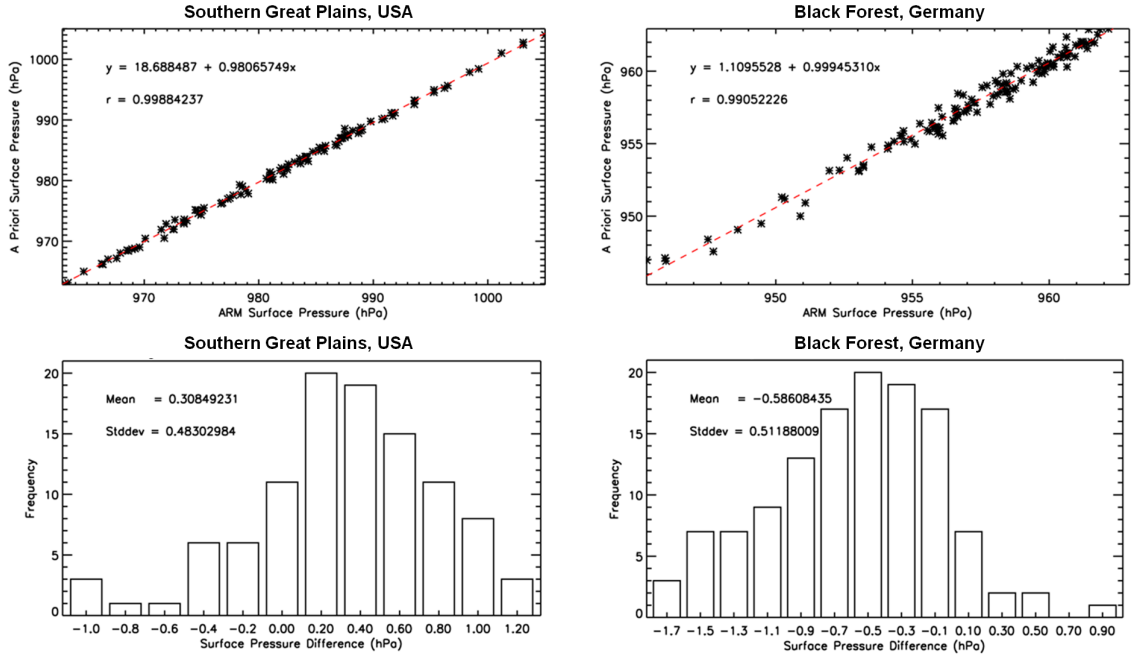 Southern Great Plains, USA
A Priori Surface Pressure (hPa)
1000
990
980
970
y = 18.688487 + 0.98065749x
r = 0.99884237
970 980 990 1000
ARM Surface Pressure (hPa)
Black Forest, Germany
A Priori Surface Pressure (hPa)
960
955
950
y = 1.1095528 + 0.99945310x
r = 0.99052226
950 955 960
ARM Surface Pressure (hPa)
Southern Great Plains, USA
Frequency
20
15
10
5
0
Mean = 0.30849231
Stddev = 0.48302984
-1.0 -0.8 -0.6 -0.4 -0.2 0.00 0.20 0.40 0.60 0.80 1.00 1.20
Surface Pressure Difference (hPa)
Black Forest, Germany
Frequency
20
15
10
5
0
Mean = -0.58608435
Stddev = 0.51188009
-1.7 -1.5 -1.3 -1.1 -0.9 -0.7 -0.5 -0.3 -0.1 0.10 0.30 0.50 0.70 0.90
Surface Pressure Difference (hPa)